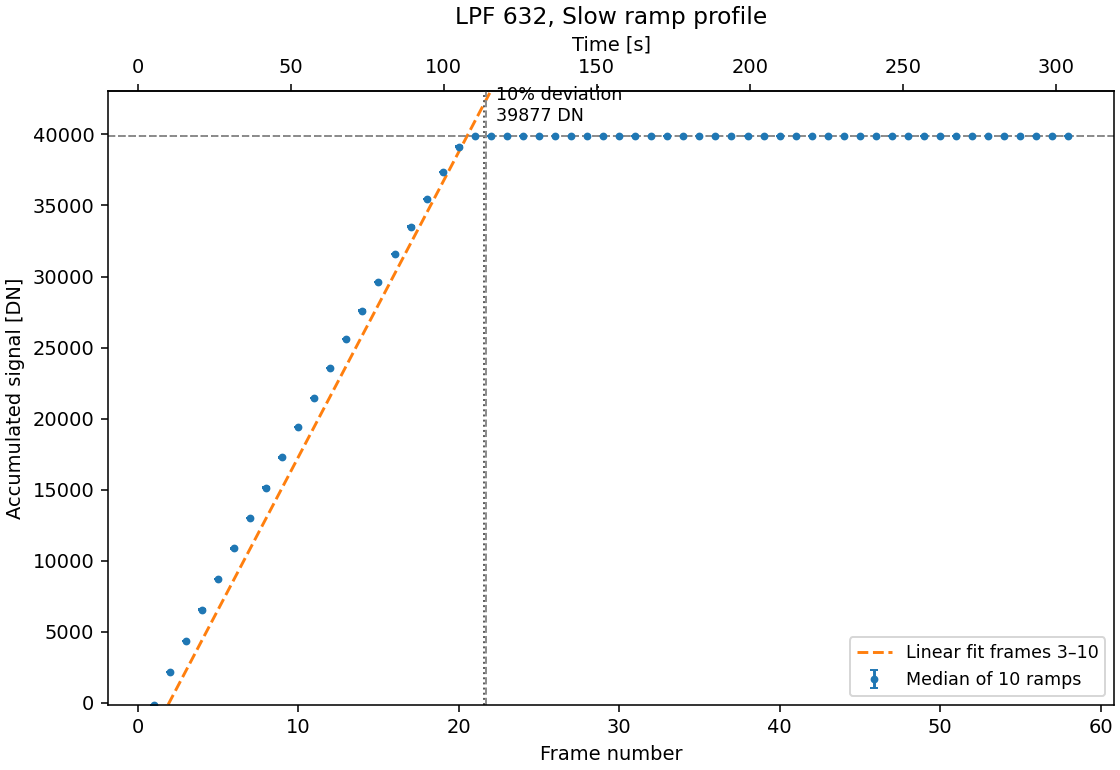 LPF 632, Slow ramp profile
Time [s]
0 50 100 150 200 250 300
10% deviation
39877 DN
40000
35000
30000
25000
20000
15000
10000
5000
0
Accumulated signal [DN]
Linear fit frames 3–10
Median of 10 ramps
0 10 20 30 40 50 60
Frame number